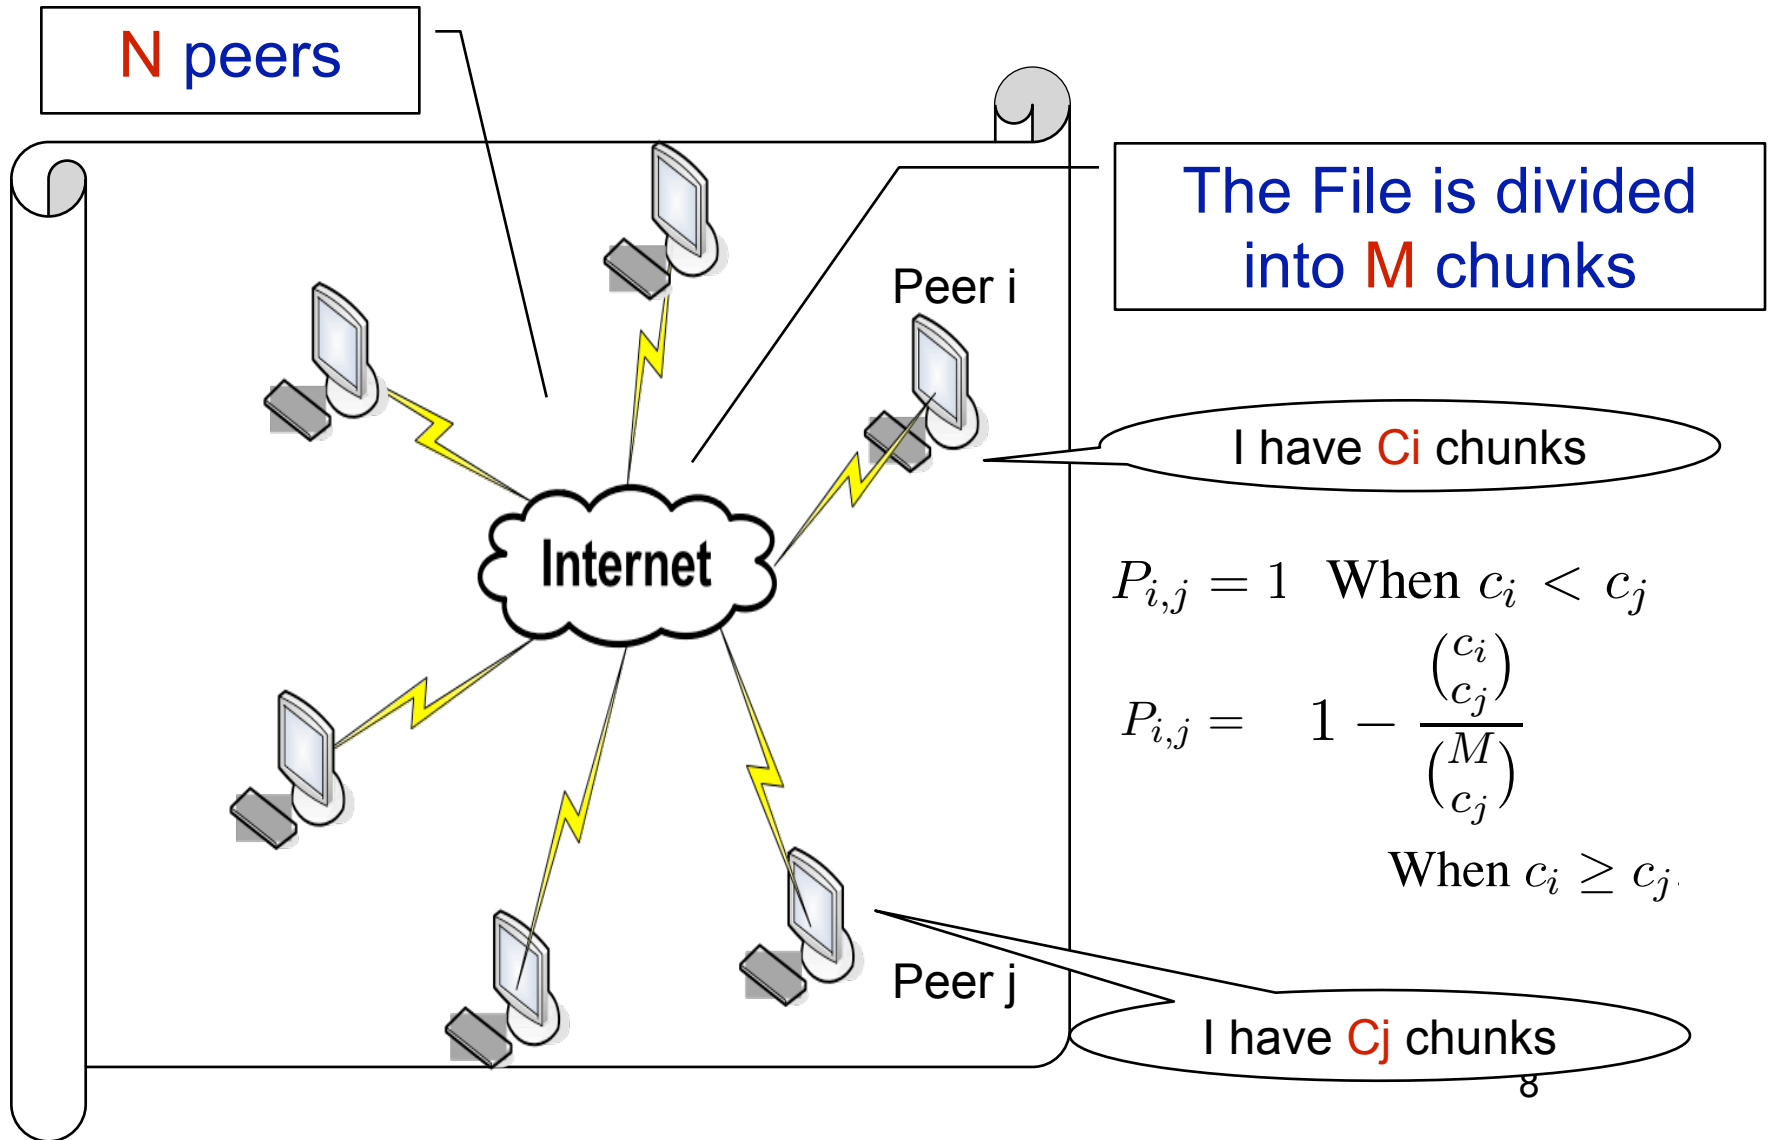 N peers
The File is divided
into M chunks
Peer i
I have Ci chunks
Internet
P_{i,j} = 1 When c_i < c_j
P_{i,j} = 1 - \frac{\binom{c_i}{c_j}}{\binom{M}{c_j}}
When c_i ≥ c_j.
Peer j
I have Cj chunks
8